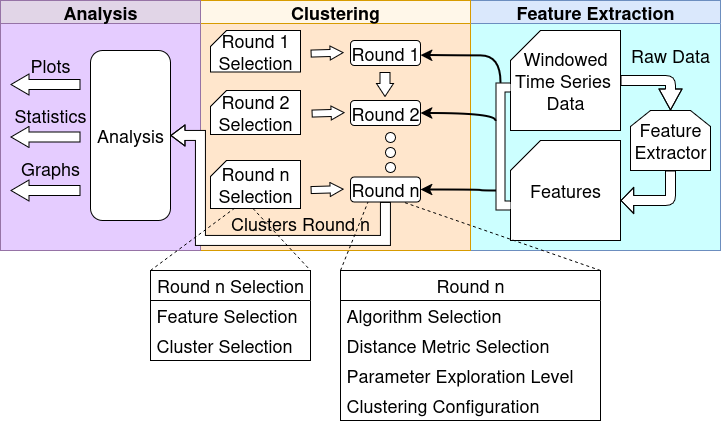 Analysis
Clustering
Feature Extraction
Plots
Statistics
Graphs
Analysis
Round 1
Selection
Round 1
Round 2
Selection
Round 2
Round n
Selection
Round n
Clusters Round n
Windowed
Time Series
Data
Raw Data
Feature
Extractor
Features
Round n Selection
Feature Selection
Cluster Selection
Round n
Algorithm Selection
Distance Metric Selection
Parameter Exploration Level
Clustering Configuration